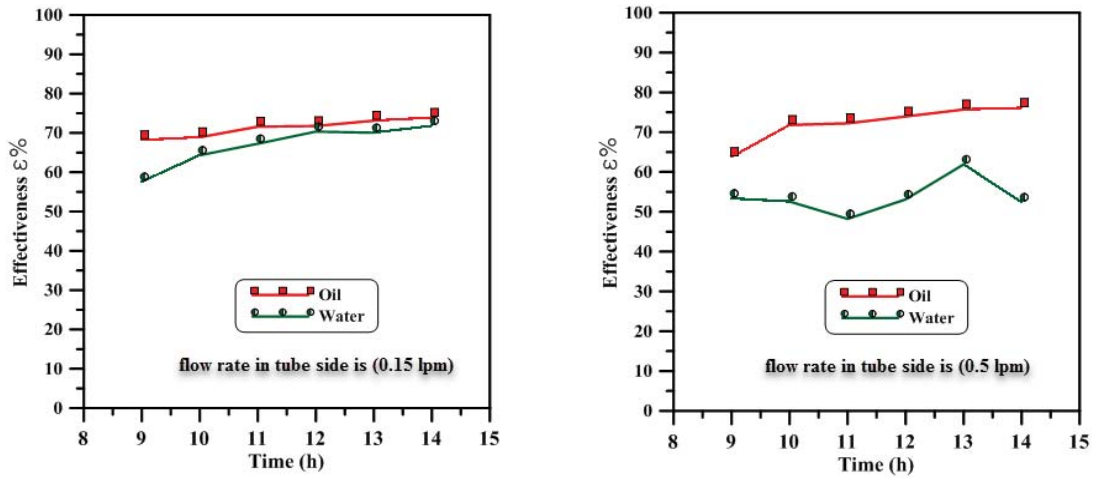 100
90
80
70
60
50
40
30
20
10
0
Effectiveness ε%
Oil
Water
flow rate in tube side is (0.15 lpm)
8 9 10 11 12 13 14 15
Time (h)
100
90
80
70
60
50
40
30
20
10
0
Effectiveness ε%
Oil
Water
flow rate in tube side is (0.5 lpm)
8 9 10 11 12 13 14 15
Time (h)